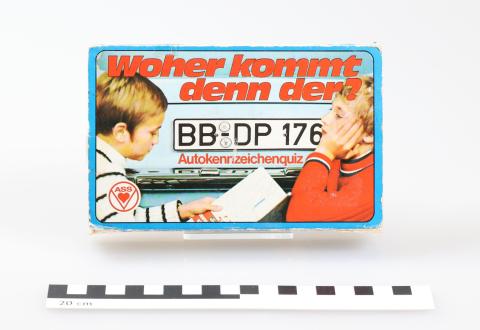 Woher kommt
denn der?
BB DP 176
Autokennzeichenquiz
ASS
20 cm